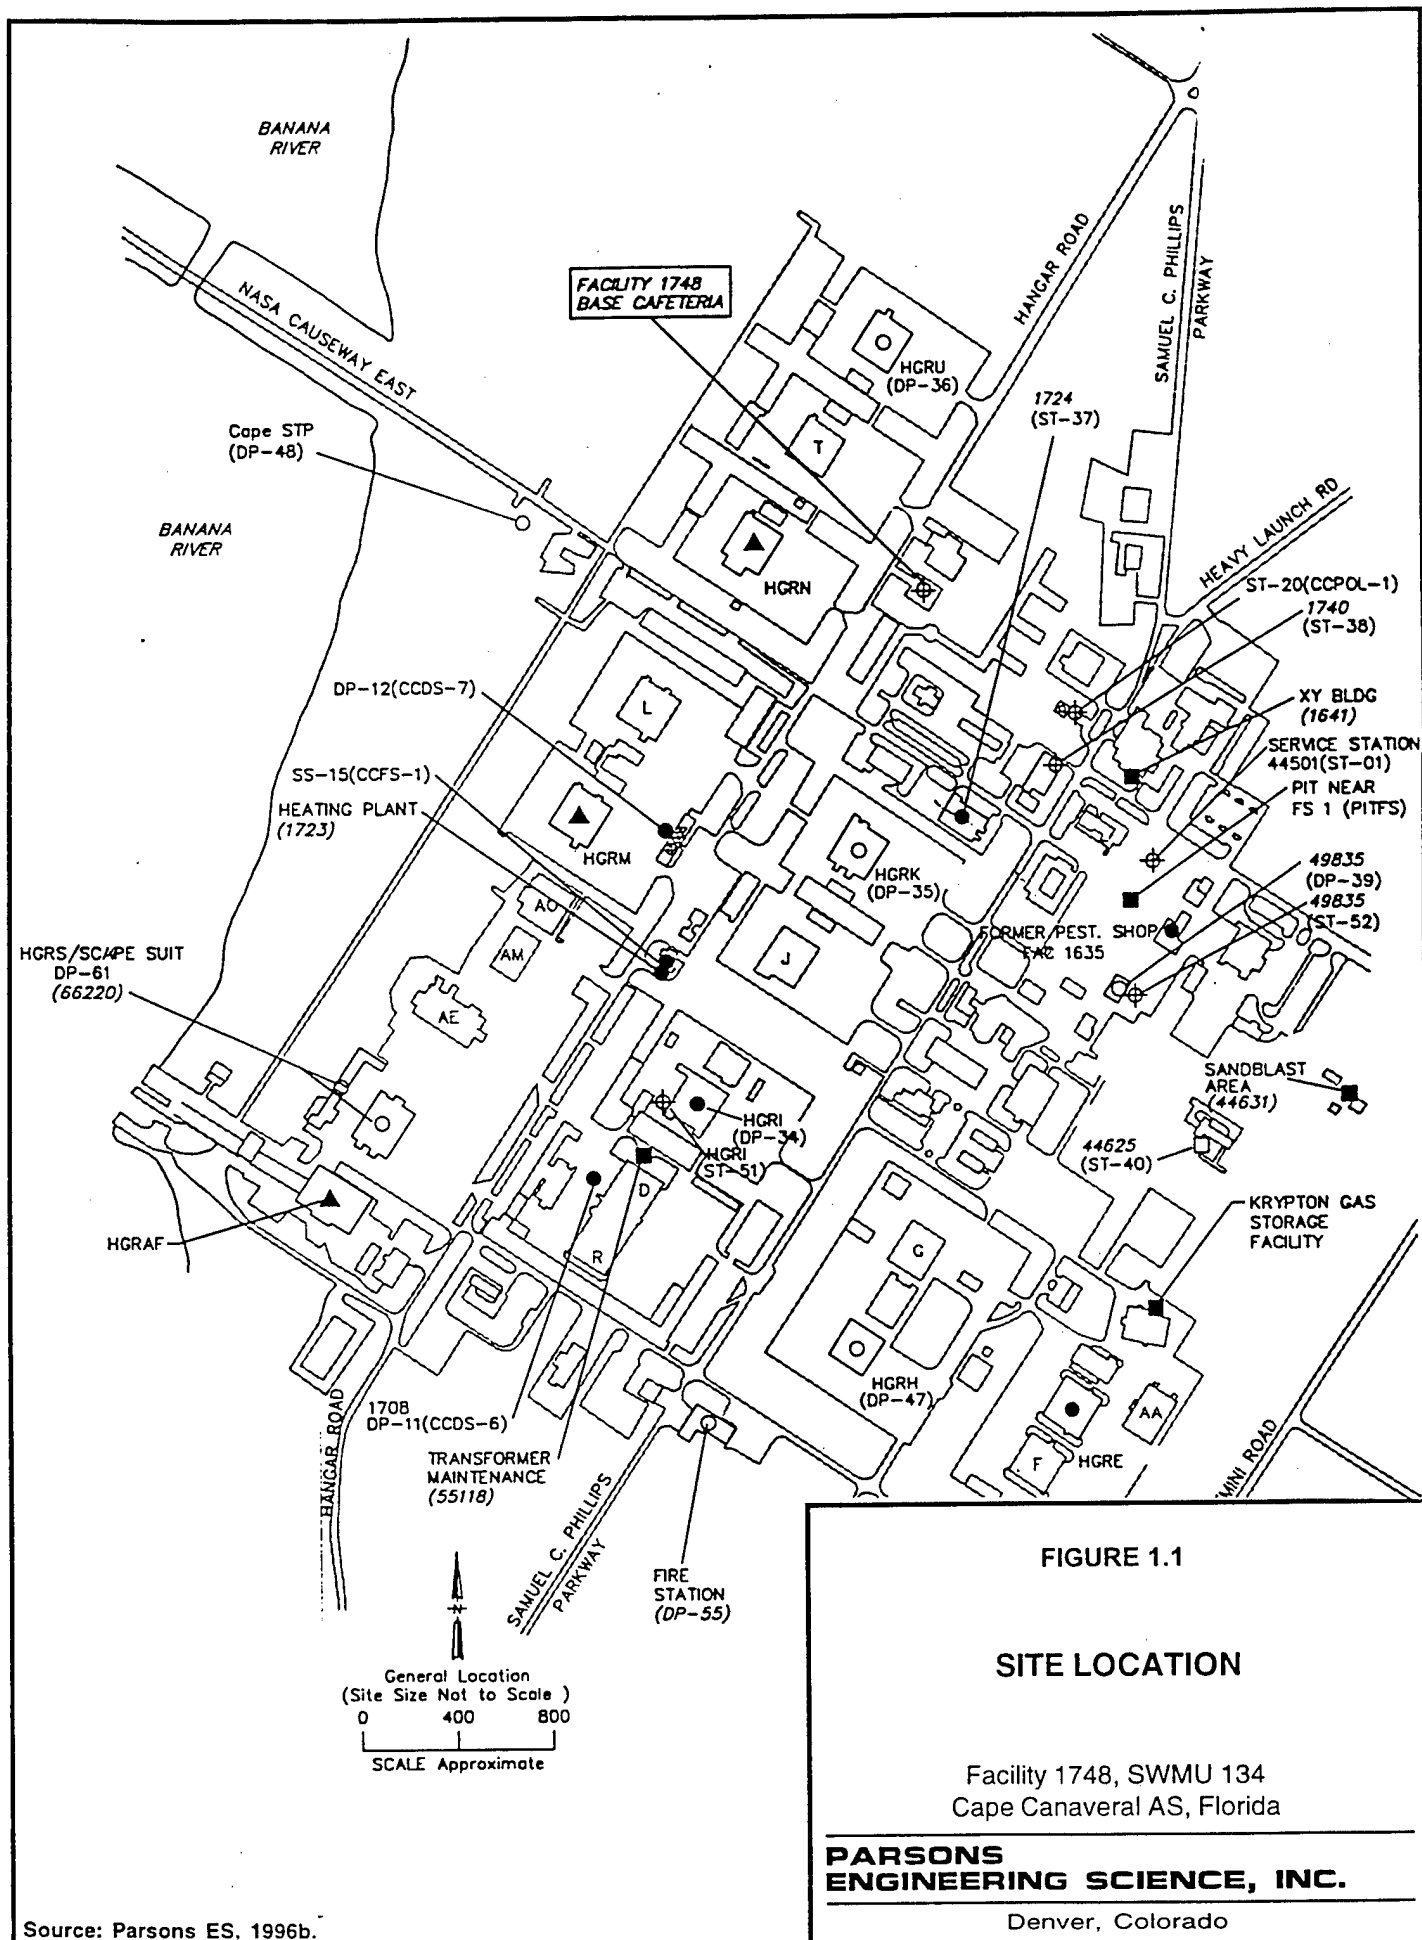 BANANA
RIVER
NASA CAUSEWAY EAST
HANGAR ROAD
SAMUEL C. PHILLIPS
PARKWAY
FACILITY 1748
BASE CAFETERIA
HGRU
(DP-36)
1724
(ST-37)
Cape STP
(DP-48)
T
BANANA
RIVER
HEAVY LAUNCH RD
HGRN
ST-20(CCPOL-1)
1740
(ST-38)
DP-12(CCDS-7)
L
XY BLDG
(1641)
SERVICE STATION
44501(ST-01)
SS-15(CCFS-1)
HEATING PLANT
(1723)
PIT NEAR
FS 1 (PITFS)
HGRM
HGRK
(DP-35)
49835
(DP-39)
49835
(ST-52)
AO
AM
FORMER PEST. SHOP
FAC 1635
HGRS/SCAPE SUIT
DP-61
(66220)
J
AE
SANDBLAST
AREA
(44631)
HGRI
(DP-34)
HGRI
(ST-51)
44625
(ST-40)
D
KRYPTON GAS
STORAGE
FACILITY
HGRAF
R
G
HGRH
(DP-47)
1708
DP-11(CCDS-6)
HANGAR ROAD
AA
TRANSFORMER
MAINTENANCE
(55118)
F
HGRE
MINI ROAD
SAMUEL C. PHILLIPS
PARKWAY
FIRE
STATION
(DP-55)
N
General Location
(Site Size Not to Scale )
0 400 800
SCALE Approximate
FIGURE 1.1
SITE LOCATION
Facility 1748, SWMU 134
Cape Canaveral AS, Florida
PARSONS
ENGINEERING SCIENCE, INC.
Denver, Colorado
Source: Parsons ES, 1996b.